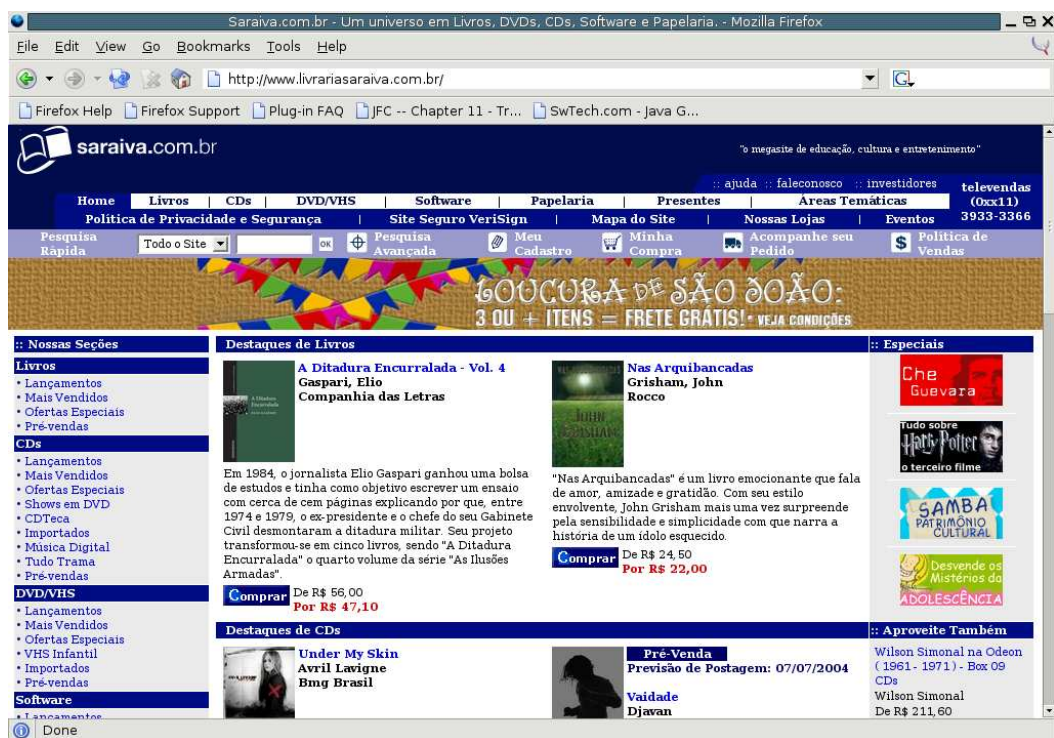 Saraiva.com.br - Um universo em Livros, DVDs, CDs, Software e Papelaria. - Mozilla Firefox
File Edit View Go Bookmarks Tools Help
http://www.livrariasaraiva.com.br/
Firefox Help Firefox Support Plug-in FAQ JFC -- Chapter 11 - Tr... SwTech.com - Java G...
saraiva.com.br
"o megasite de educação, cultura e entretenimento"
:: ajuda :: faleconosco :: investidores
televendas
(0xx11)
3933-3366
Home Livros | CDs | DVD/VHS | Software | Papelaria | Presentes | Áreas Temáticas
Política de Privacidade e Segurança | Site Seguro VeriSign | Mapa do Site | Nossas Lojas | Eventos
Pesquisa Rápida
Todo o Site
OK
Pesquisa Avançada
Meu Cadastro
Minha Compra
Acompanhe seu Pedido
Política de Vendas
LOUCURA DE SÃO JOÃO:
3 OU + ITENS = FRETE GRÁTIS! * VEJA CONDIÇÕES
:: Nossas Seções
Livros
• Lançamentos
• Mais Vendidos
• Ofertas Especiais
• Pré-vendas
CDs
• Lançamentos
• Mais Vendidos
• Ofertas Especiais
• Shows em DVD
• CDTeca
• Importados
• Música Digital
• Tudo Trama
• Pré-vendas
DVD/VHS
• Lançamentos
• Mais Vendidos
• Ofertas Especiais
• VHS Infantil
• Importados
• Pré-vendas
Software
• Lançamentos
Destaques de Livros
A Ditadura Encurralada - Vol. 4
Gaspari, Elio
Companhia das Letras
Em 1984, o jornalista Elio Gaspari ganhou uma bolsa
de estudos e tinha como objetivo escrever um ensaio
com cerca de cem páginas explicando por que, entre
1974 e 1979, o ex-presidente e o chefe do seu Gabinete
Civil desmontaram a ditadura militar. Seu projeto
transformou-se em cinco livros, sendo "A Ditadura
Encurralada" o quarto volume da série "As Ilusões
Armadas".
Comprar
De R$ 56,00
Por R$ 47,10
Nas Arquibancadas
Grisham, John
Rocco
JOHN
GRISHAM
"Nas Arquibancadas" é um livro emocionante que fala
de amor, amizade e gratidão. Com seu estilo
envolvente, John Grisham mais uma vez surpreende
pela sensibilidade e simplicidade com que narra a
história de um ídolo esquecido.
Comprar
De R$ 24,50
Por R$ 22,00
Destaques de CDs
Under My Skin
Avril Lavigne
Bmg Brasil
Pré-Venda
Previsão de Postagem: 07/07/2004
Vaidade
Djavan
:: Especiais
Che
Guevara
Tudo sobre
Harry Potter
o terceiro filme
SAMBA
PATRIMÔNIO
CULTURAL
Desvende os
Mistérios da
ADOLESCÊNCIA
:: Aproveite Também
Wilson Simonal na Odeon
( 1961- 1971 ) - Box 09
CDs
Wilson Simonal
De R$ 211,60
Done